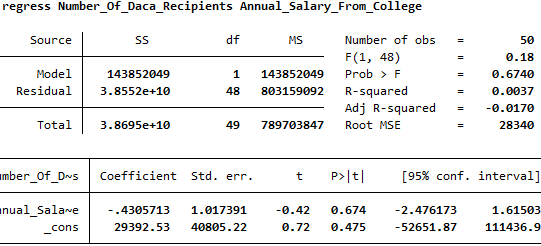 regress Number_Of_Daca_Recipients Annual_Salary_From_College
Source SS df MS Number of obs = 50
F(1, 48) = 0.18
Model 143852049 1 143852049 Prob > F = 0.6740
Residual 3.8552e+10 48 803159092 R-squared = 0.0037
Adj R-squared = -0.0170
Total 3.8695e+10 49 789703847 Root MSE = 28340
umber_Of_D~s Coefficient Std. err. t P>|t| [95% conf. interval]
nnual_Sala~e -.4305713 1.017391 -0.42 0.674 -2.476173 1.61503
_cons 29392.53 40805.22 0.72 0.475 -52651.87 111436.9